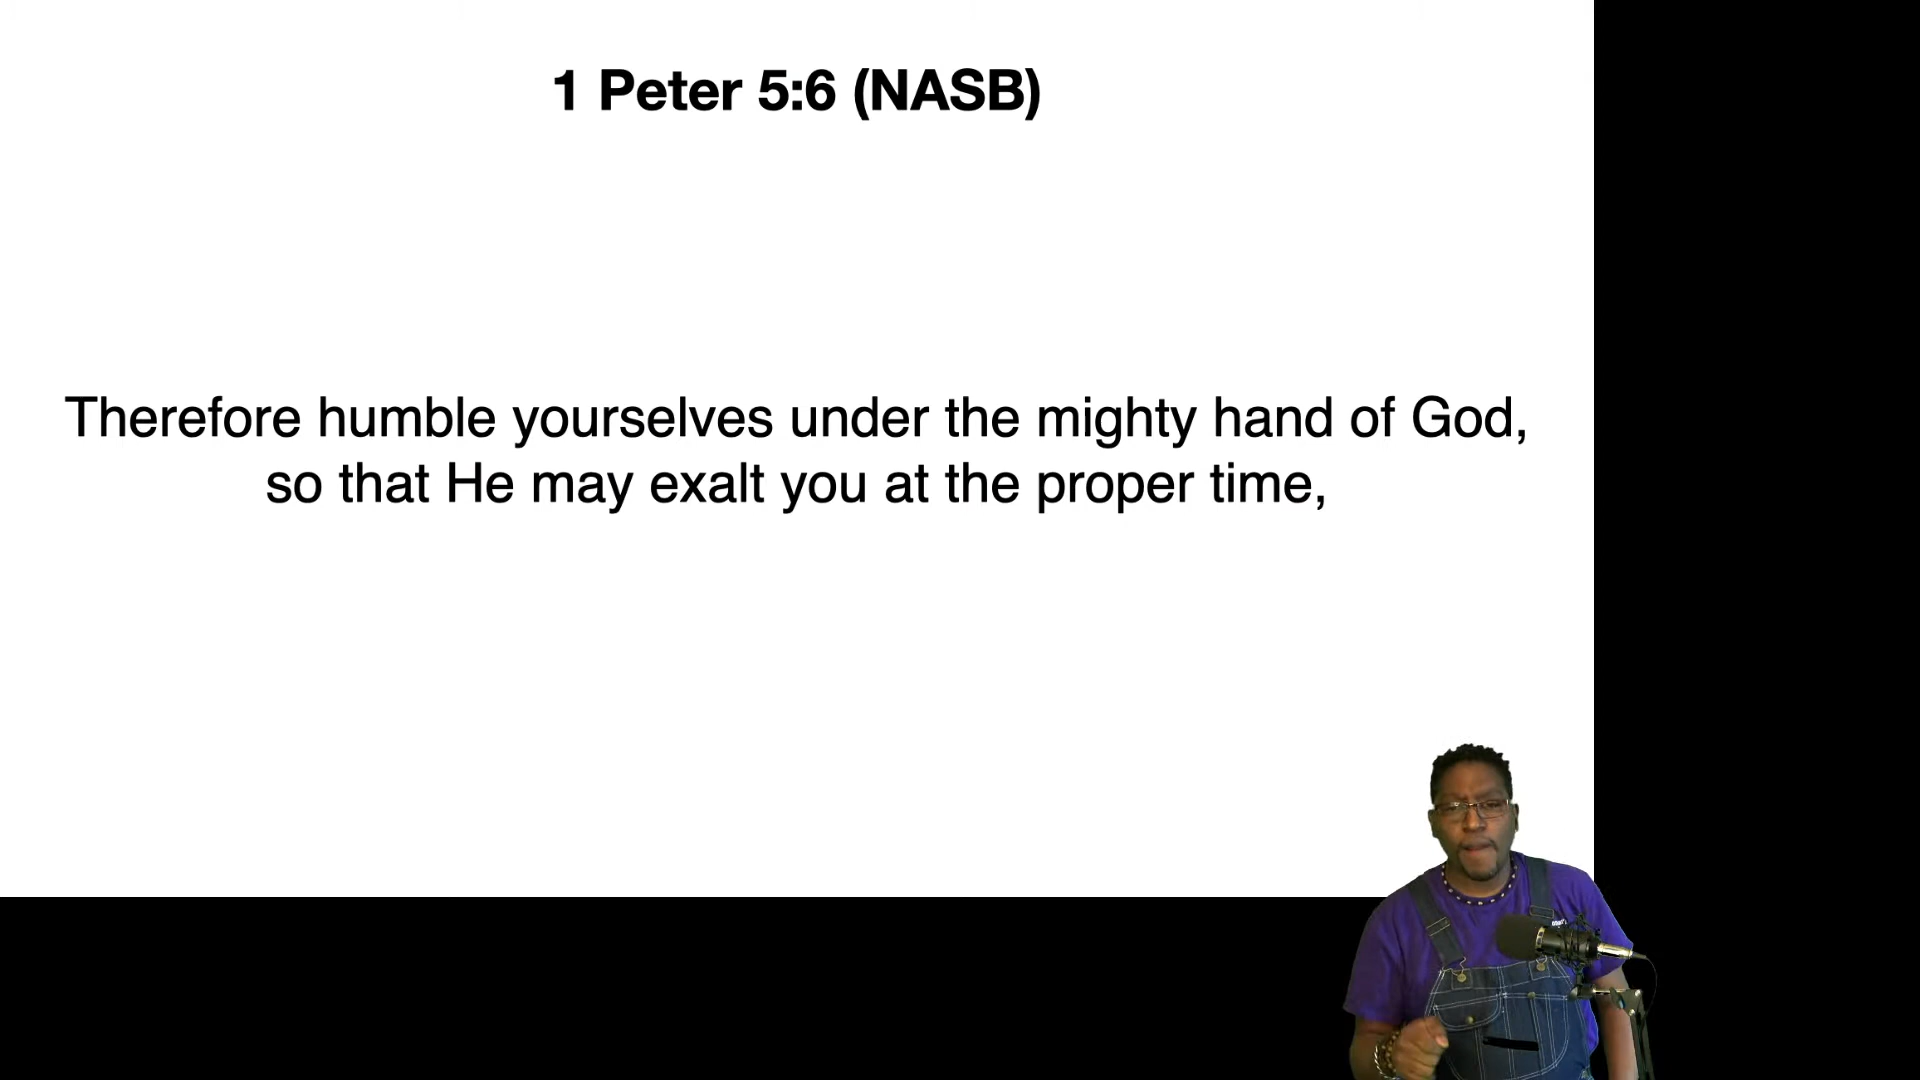 1 Peter 5:6 (NASB)
Therefore humble yourselves under the mighty hand of God,
so that He may exalt you at the proper time,